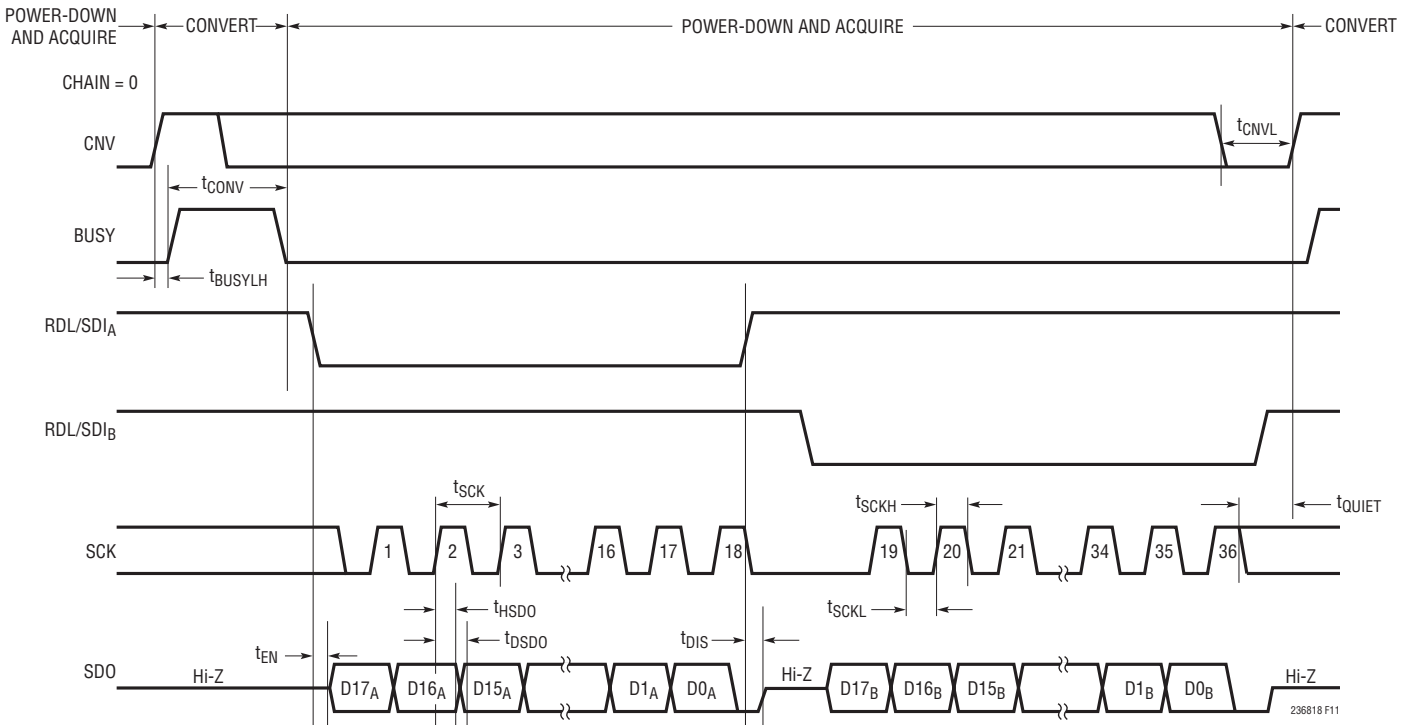 POWER-DOWN
AND ACQUIRE
CONVERT
POWER-DOWN AND ACQUIRE
CONVERT
CHAIN = 0
CNV
tCNVL
tCONV
BUSY
tBUSYLH
RDL/SDIA
RDL/SDIB
tSCK
tSCKH
tQUIET
SCK
1
2
3
16
17
18
19
20
21
34
35
36
tHSDO
tSCKL
tDSDO
tEN
tDIS
SDO
Hi-Z
D17A
D16A
D15A
D1A
D0A
Hi-Z
D17B
D16B
D15B
D1B
D0B
Hi-Z
236818 F11